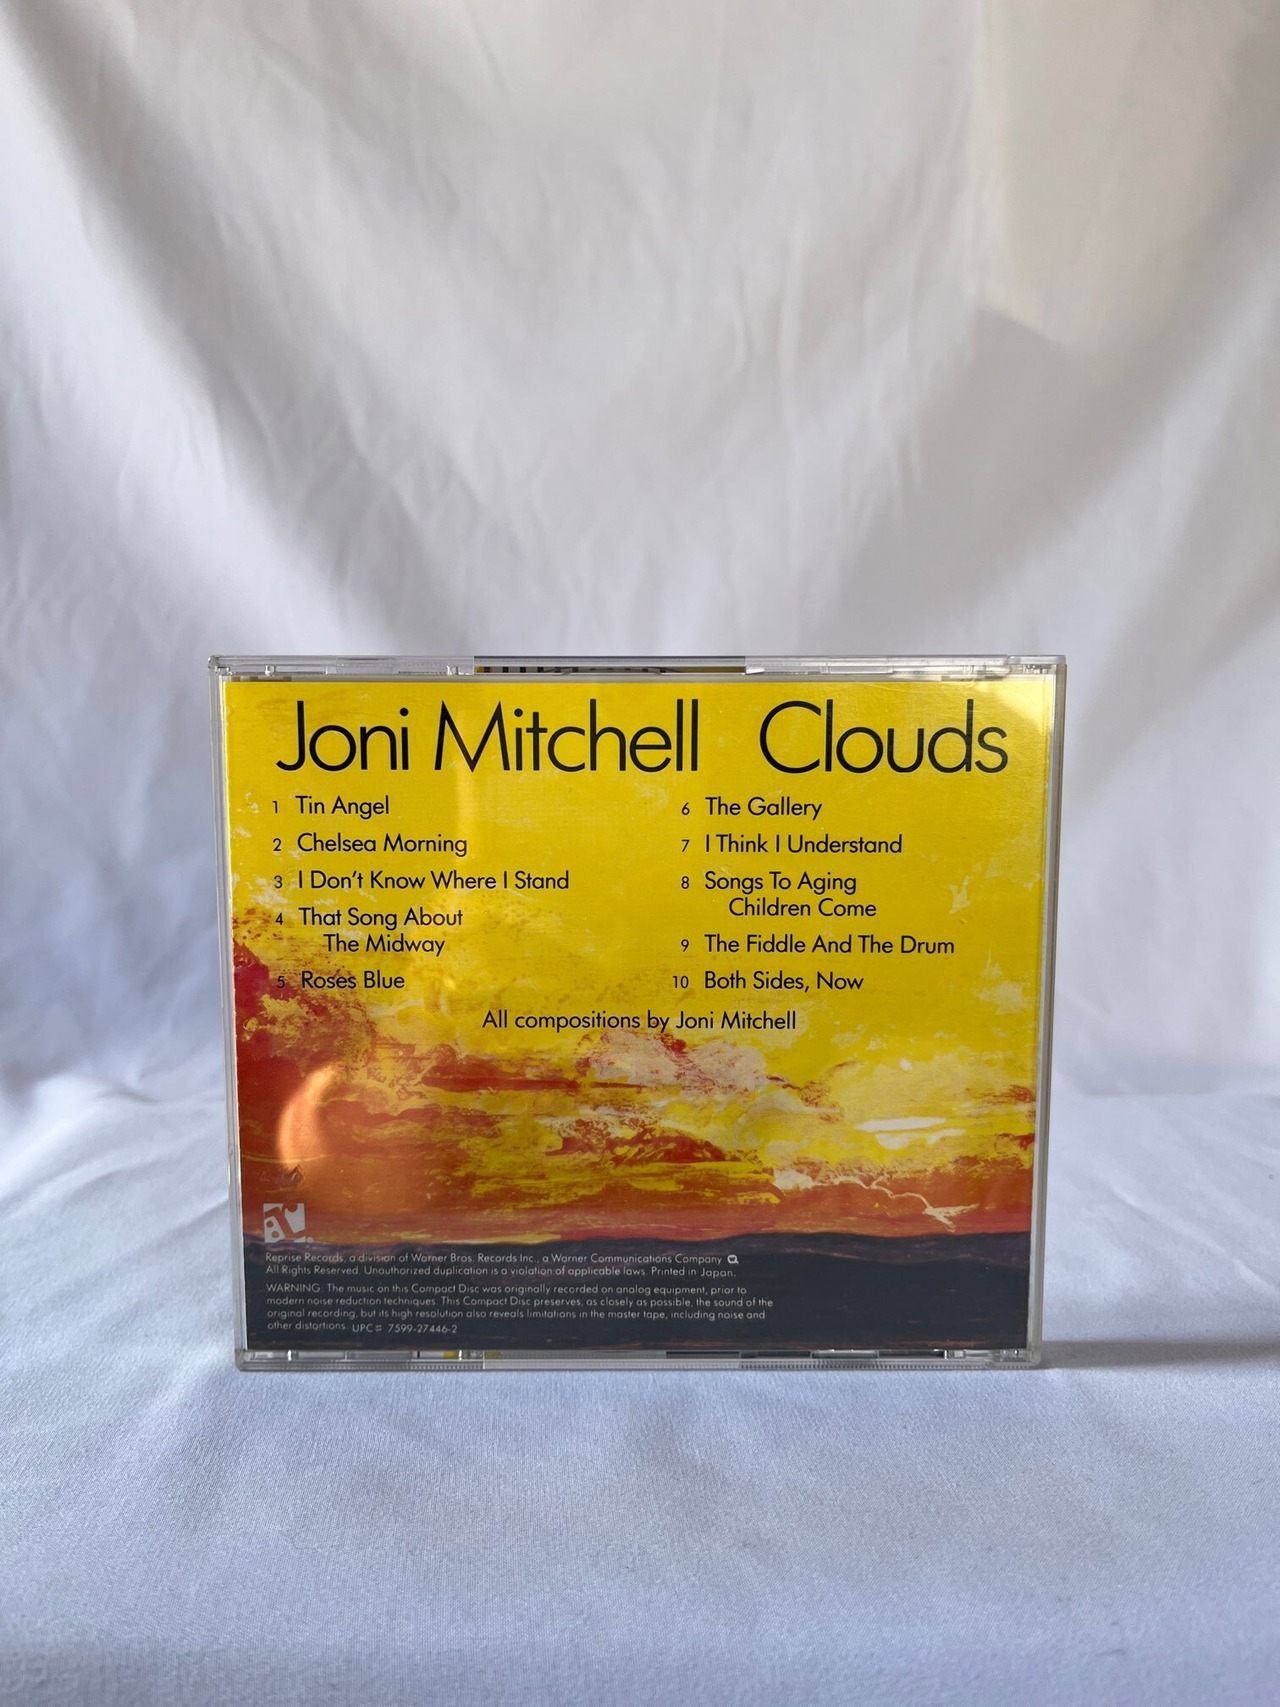 Joni Mitchell Clouds
1 Tin Angel
2 Chelsea Morning
3 I Don't Know Where I Stand
4 That Song About
The Midway
5 Roses Blue
6 The Gallery
7 I Think I Understand
8 Songs To Aging
Children Come
9 The Fiddle And The Drum
10 Both Sides, Now
All compositions by Joni Mitchell
Reprise Records, a division of Warner Bros. Records Inc., a Warner Communications Company
All Rights Reserved. Unauthorized duplication is a violation of applicable laws. Printed in Japan.
WARNING: The music on this Compact Disc was originally recorded on analog equipment, prior to
modern noise reduction techniques. This Compact Disc preserves, as closely as possible, the sound of the
original recording, but its high resolution also reveals limitations in the master tape, including noise and
other distortions. UPC# 7599-27446-2